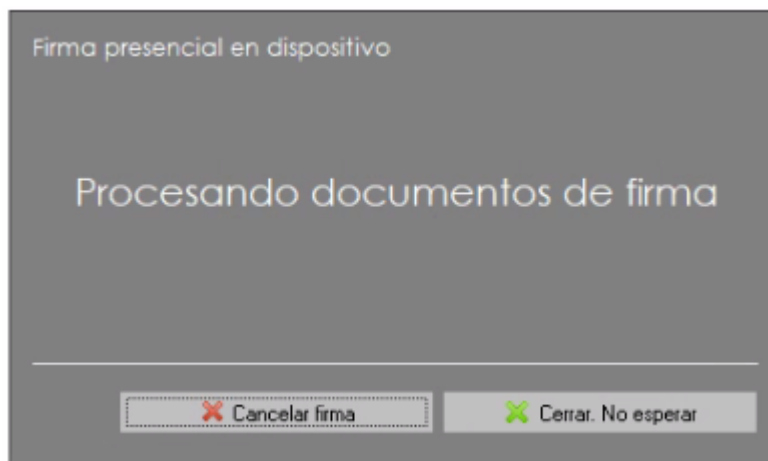 Firma presencial en dispositivo
Procesando documentos de firma
Cancelar firma
Cerrar. No esperar